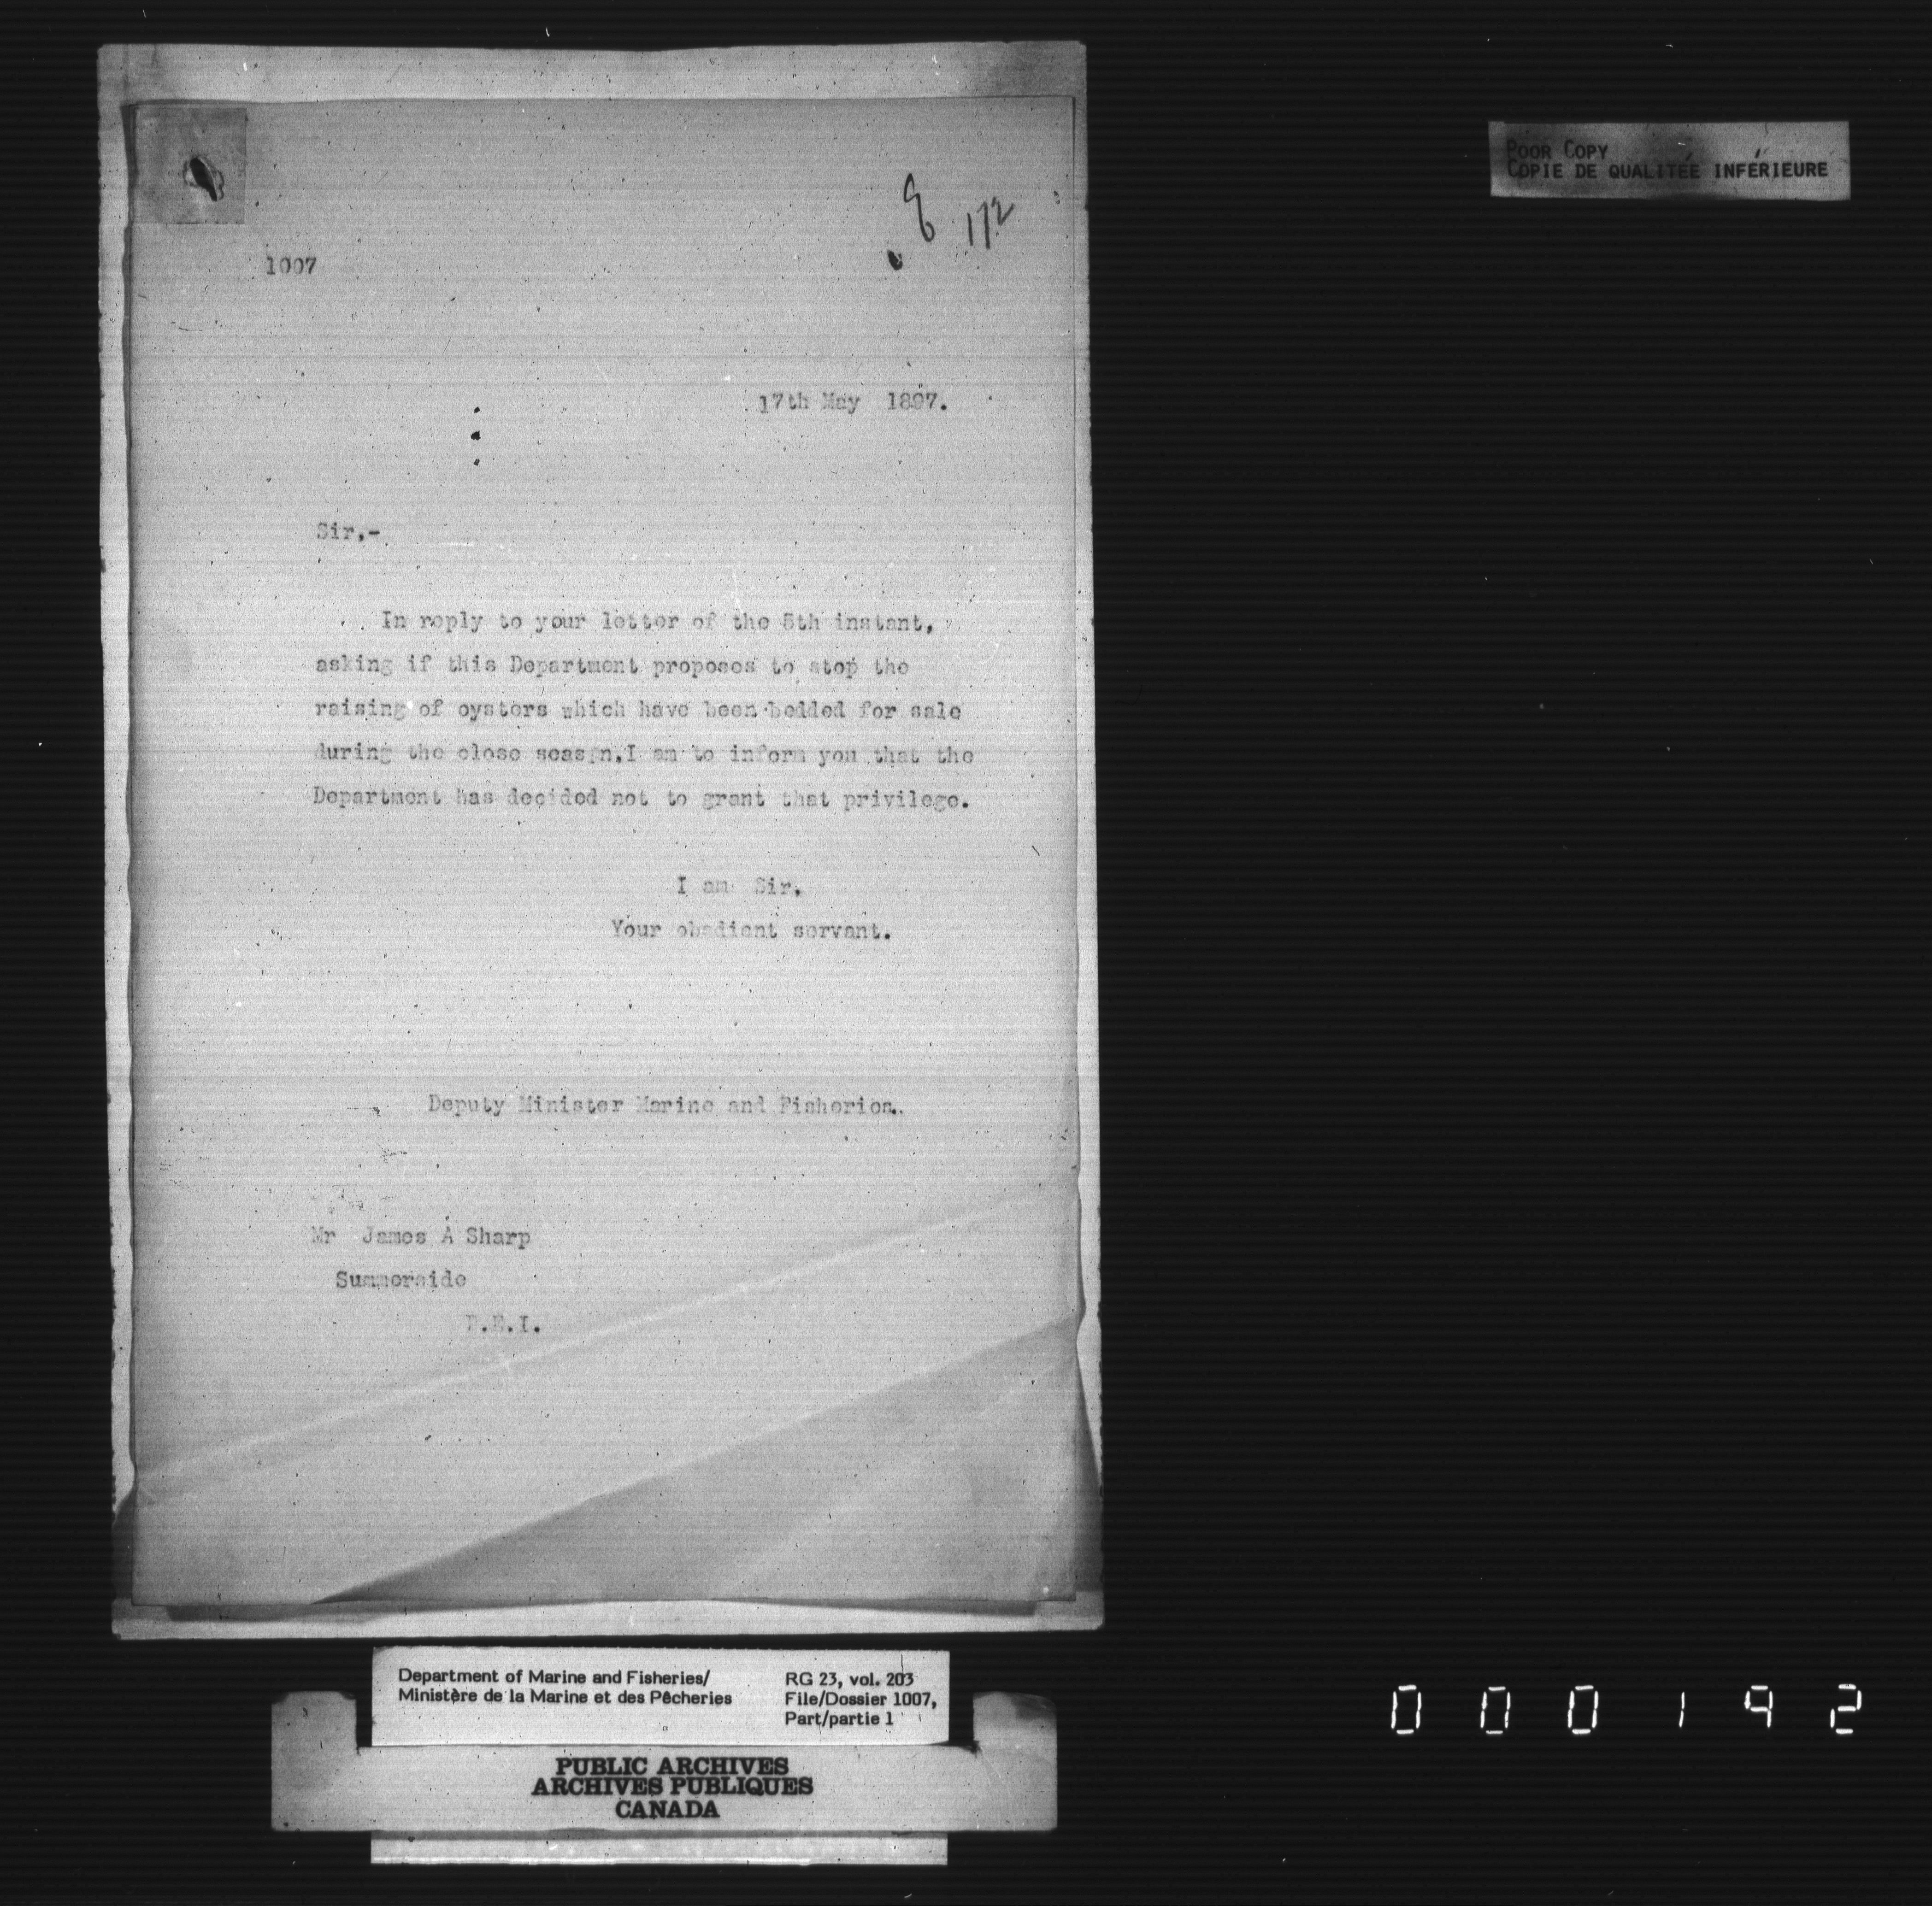 POOR COPY
COPIE DE QUALITÉE INFÉRIEURE
172
1007
17th May 1897.
Sir,-
In reply to your letter of the 5th instant,
asking if this Department proposes to stop the
raising of oysters which have been bedded for sale
during the close season, I am to inform you that the
Department has decided not to grant that privilege.
I am Sir,
Your obedient servant.
Deputy Minister Marine and Fisheries.
Mr James A Sharp
Summerside
P.E.I.
Department of Marine and Fisheries/
Ministère de la Marine et des Pêcheries
RG 23, vol. 203
File/Dossier 1007,
Part/partie 1
PUBLIC ARCHIVES
ARCHIVES PUBLIQUES
CANADA
000192